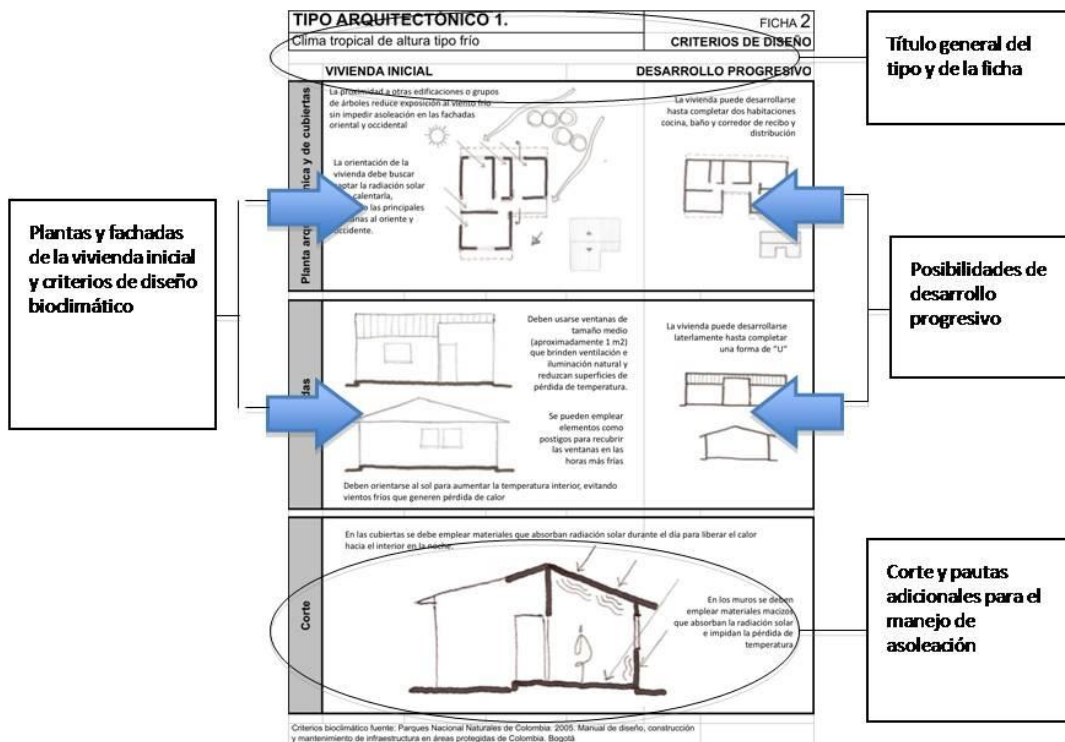 TIPO ARQUITECTÓNICO 1.
FICHA 2
Clima tropical de altura tipo frío
CRITERIOS DE DISEÑO
VIVIENDA INICIAL
DESARROLLO PROGRESIVO
Título general del
tipo y de la ficha
La proximidad a otras edificaciones o grupos
de árboles reduce exposición al viento frío
sin impedir asoleación en las fachadas
oriental y occidental
La orientación de la
vivienda debe buscar
captar la radiación solar
calentarla,
las principales
al oriente y
occidente.
La vivienda puede desarrollarse
hasta completar dos habitaciones
cocina, baño y corredor de recibo y
distribución
Planta
y de cubiertas
Plantas y fachadas
de la vivienda inicial
y criterios de diseño
bioclimático
Posibilidades de
desarrollo
progresivo
Deben usarse ventanas de
tamaño medio
(aproximadamente 1 m2)
que brinden ventilación e
iluminación natural y
reduzcan superficies de
pérdida de temperatura.
Se pueden emplear
elementos como
postigos para recubrir
las ventanas en las
horas más frías
Deben orientarse al sol para aumentar la temperatura interior, evitando
vientos fríos que generen pérdida de calor
La vivienda puede desarrollarse
laterlamente hasta completar
una forma de "U"
Corte
En las cubiertas se debe emplear materiales que absorban radiación solar durante el día para liberar el calor
hacia el interior en la noche.
En los muros se deben
emplear materiales macizos
que absorban la radiación solar
e impidan la pérdida de
temperatura
Corte y pautas
adicionales para el
manejo de
asoleación
Criterios bioclimático fuente: Parques Nacional Naturales de Colombia. 2005. Manual de diseño, construcción
y mantenimiento de infraestructura en áreas protegidas de Colombia. Bogotá